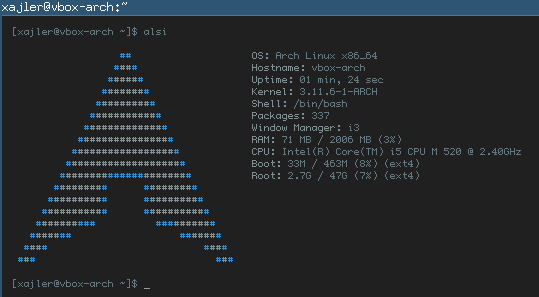 xajler@vbox-arch:~
[xajler@vbox-arch ~]$ alsi
OS: Arch Linux x86_64
Hostname: vbox-arch
Uptime: 01 min, 24 sec
Kernel: 3.11.6-1-ARCH
Shell: /bin/bash
Packages: 337
Window Manager: i3
RAM: 71 MB / 2006 MB (3%)
CPU: Intel(R) Core(TM) i5 CPU M 520 @ 2.40GHz
Boot: 33M / 463M (8%) (ext4)
Root: 2.7G / 47G (7%) (ext4)
[xajler@vbox-arch ~]$ _